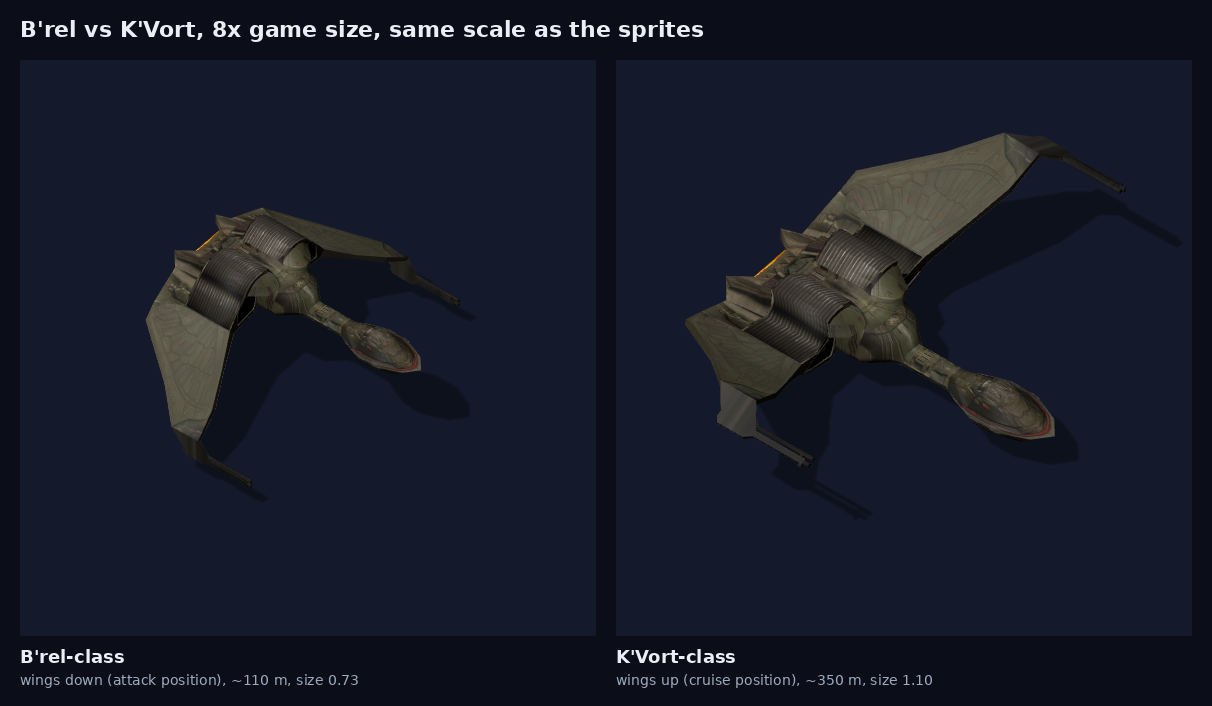 B'rel vs K'Vort, 8x game size, same scale as the sprites
B'rel-class
wings down (attack position), ~110 m, size 0.73
K'Vort-class
wings up (cruise position), ~350 m, size 1.10